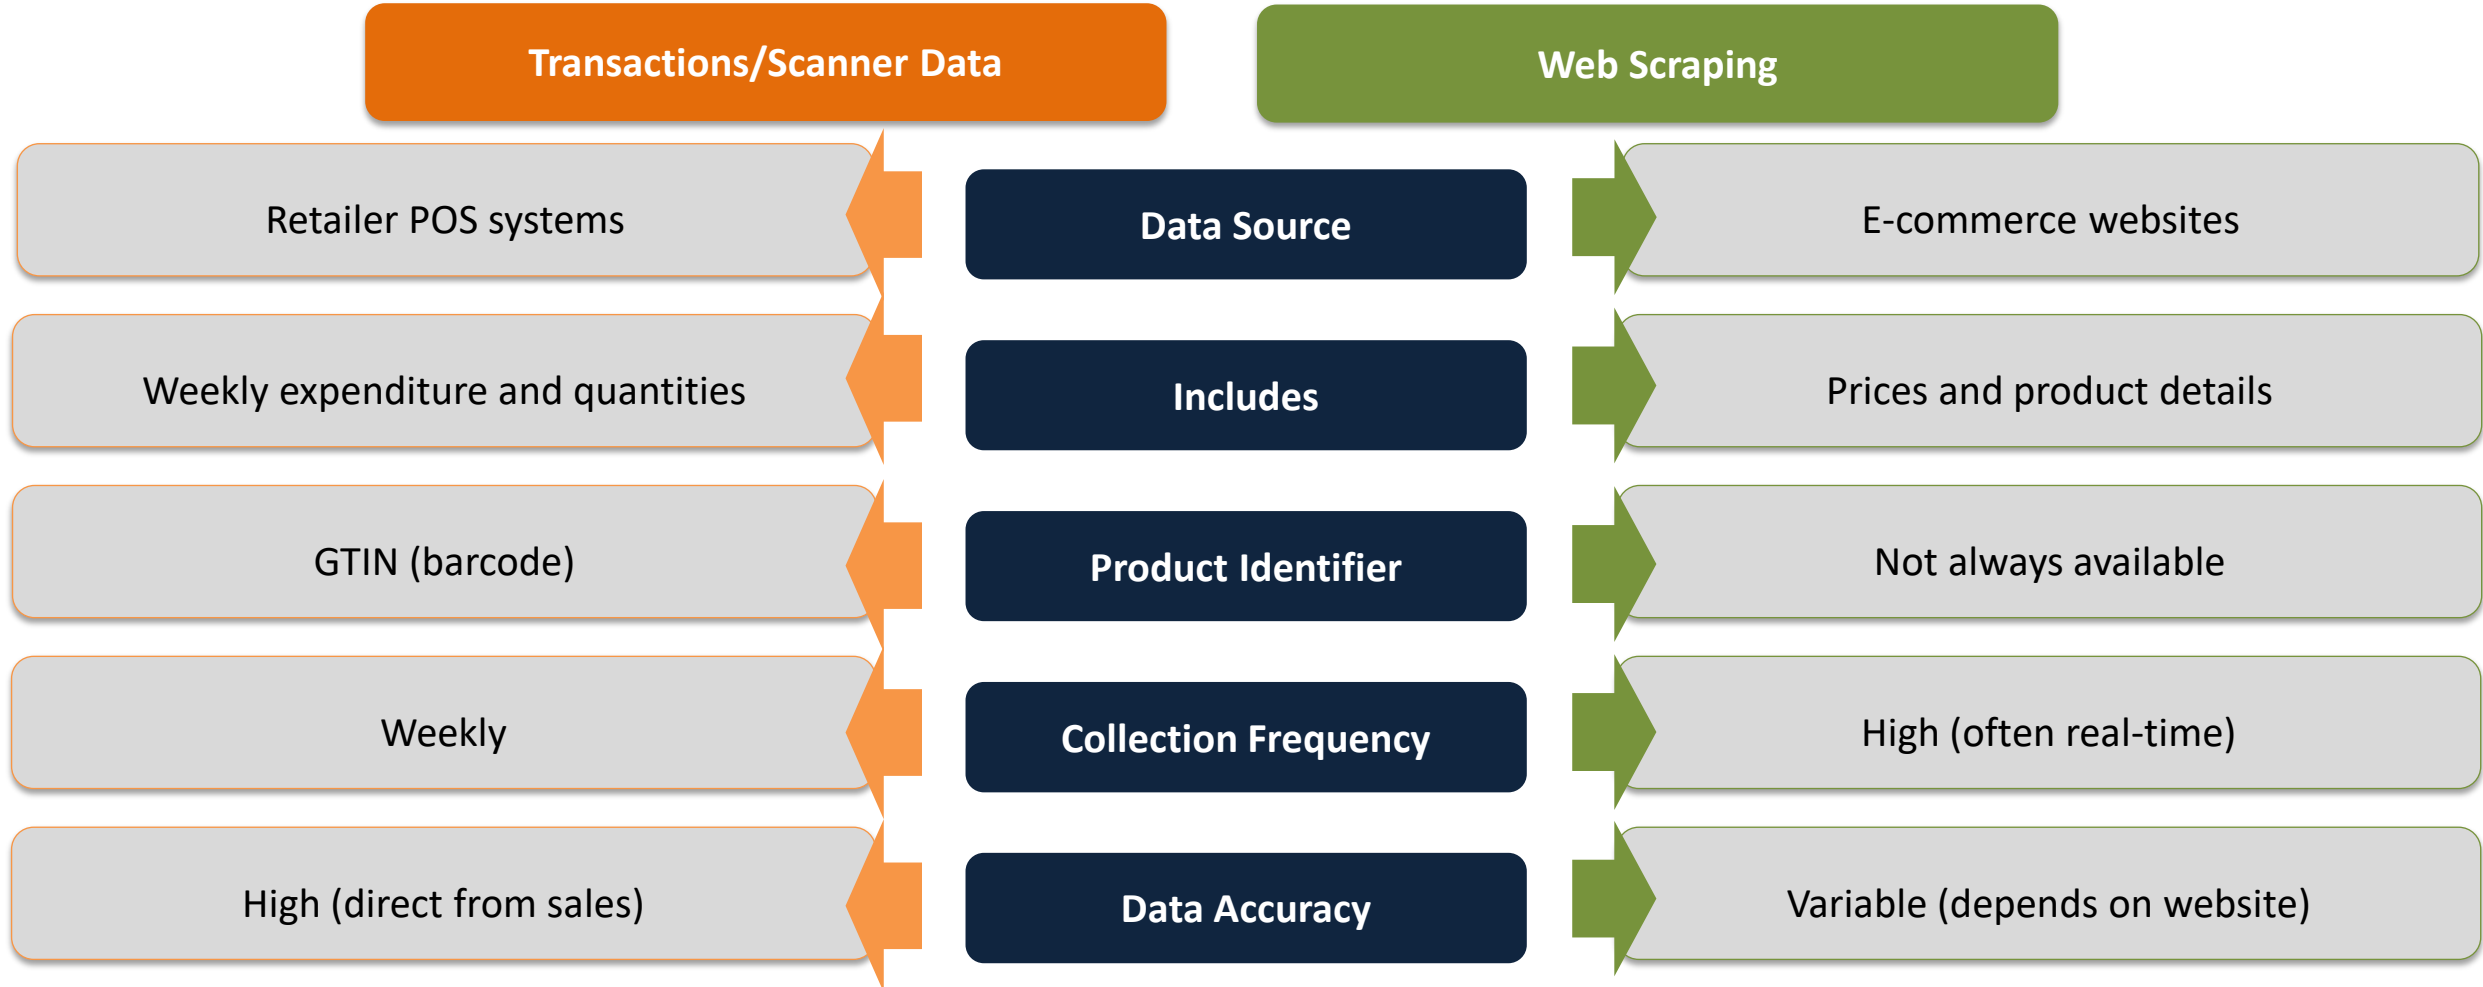 Transactions/Scanner Data
Web Scraping
Retailer POS systems
Data Source
E-commerce websites
Weekly expenditure and quantities
Includes
Prices and product details
GTIN (barcode)
Product Identifier
Not always available
Weekly
Collection Frequency
High (often real-time)
High (direct from sales)
Data Accuracy
Variable (depends on website)